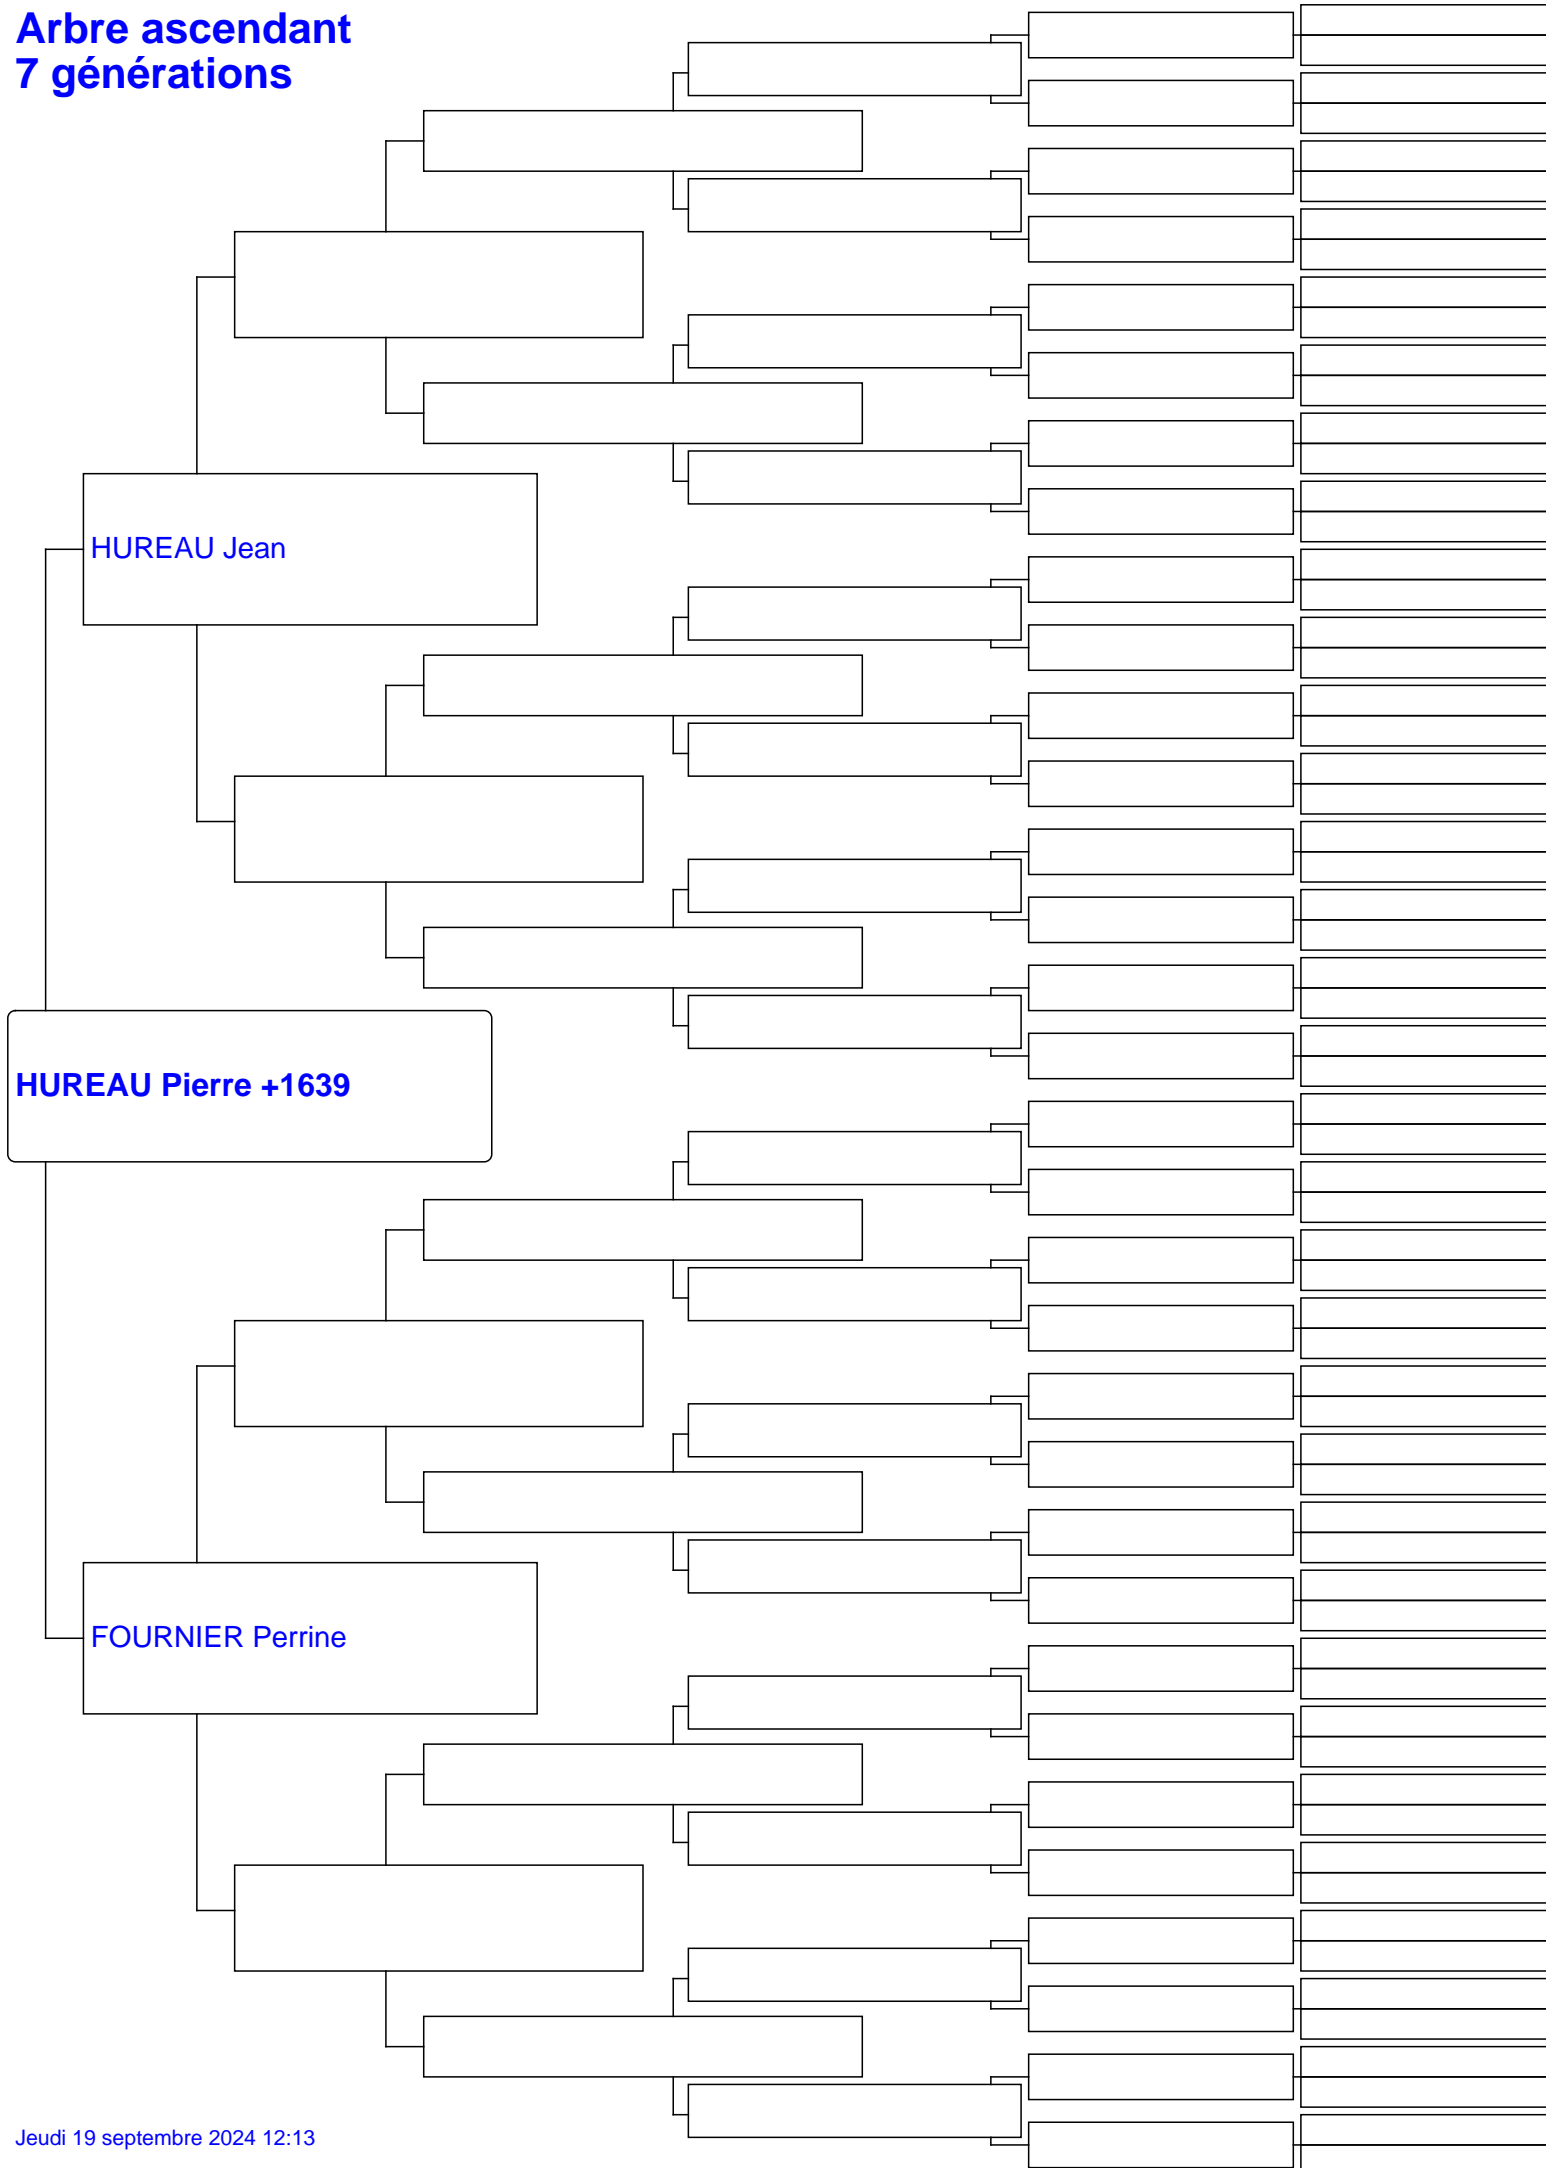 Arbre ascendant
7 générations
HUREAU Jean
HUREAU Pierre +1639
FOURNIER Perrine
Jeudi 19 septembre 2024 12:13